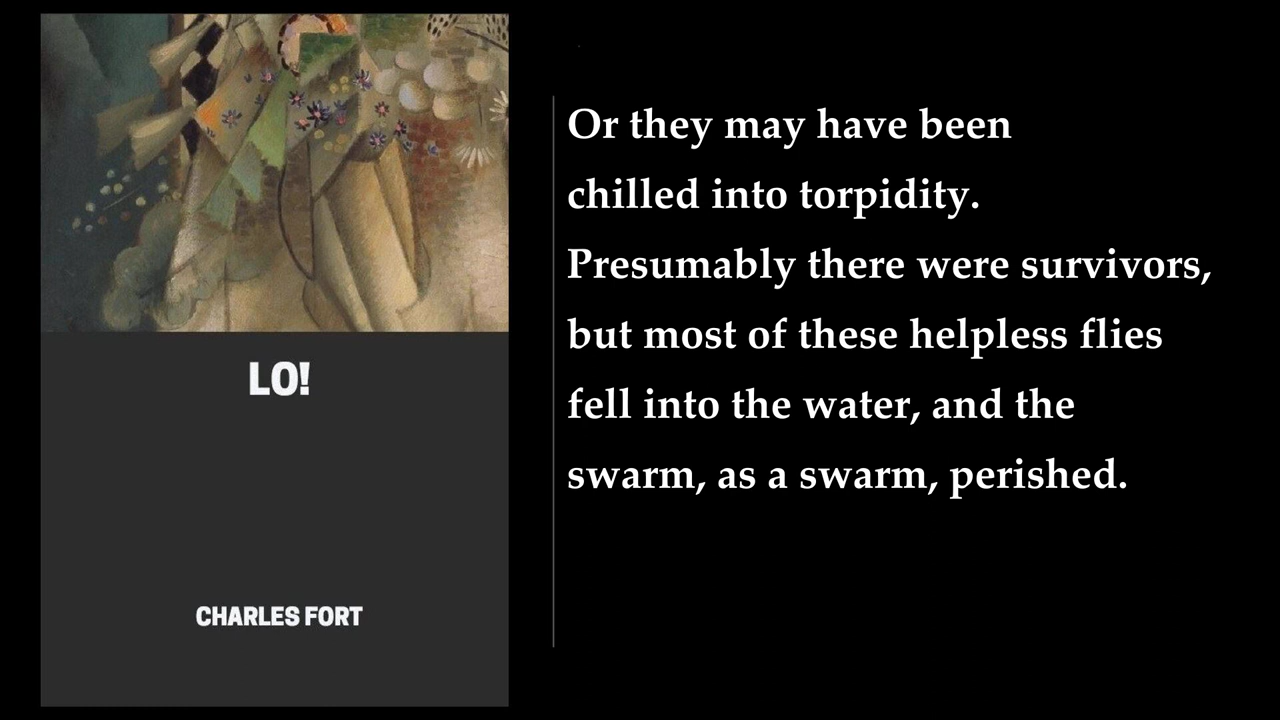 LO!
CHARLES FORT
Or they may have been
chilled into torpidity.
Presumably there were survivors,
but most of these helpless flies
fell into the water, and the
swarm, as a swarm, perished.